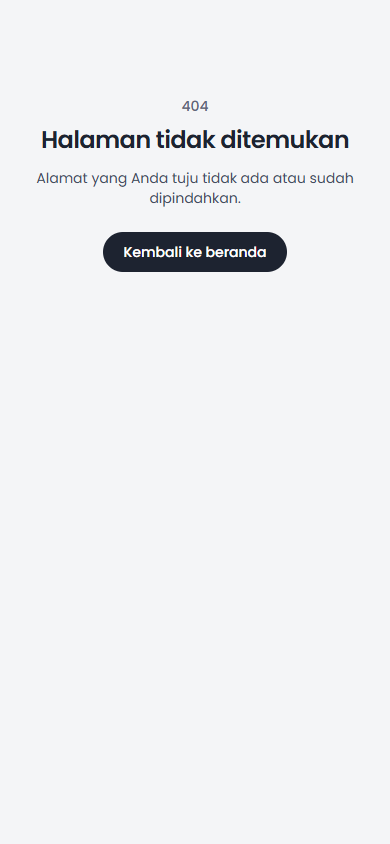 404
Halaman tidak ditemukan
Alamat yang Anda tuju tidak ada atau sudah
dipindahkan.
Kembali ke beranda